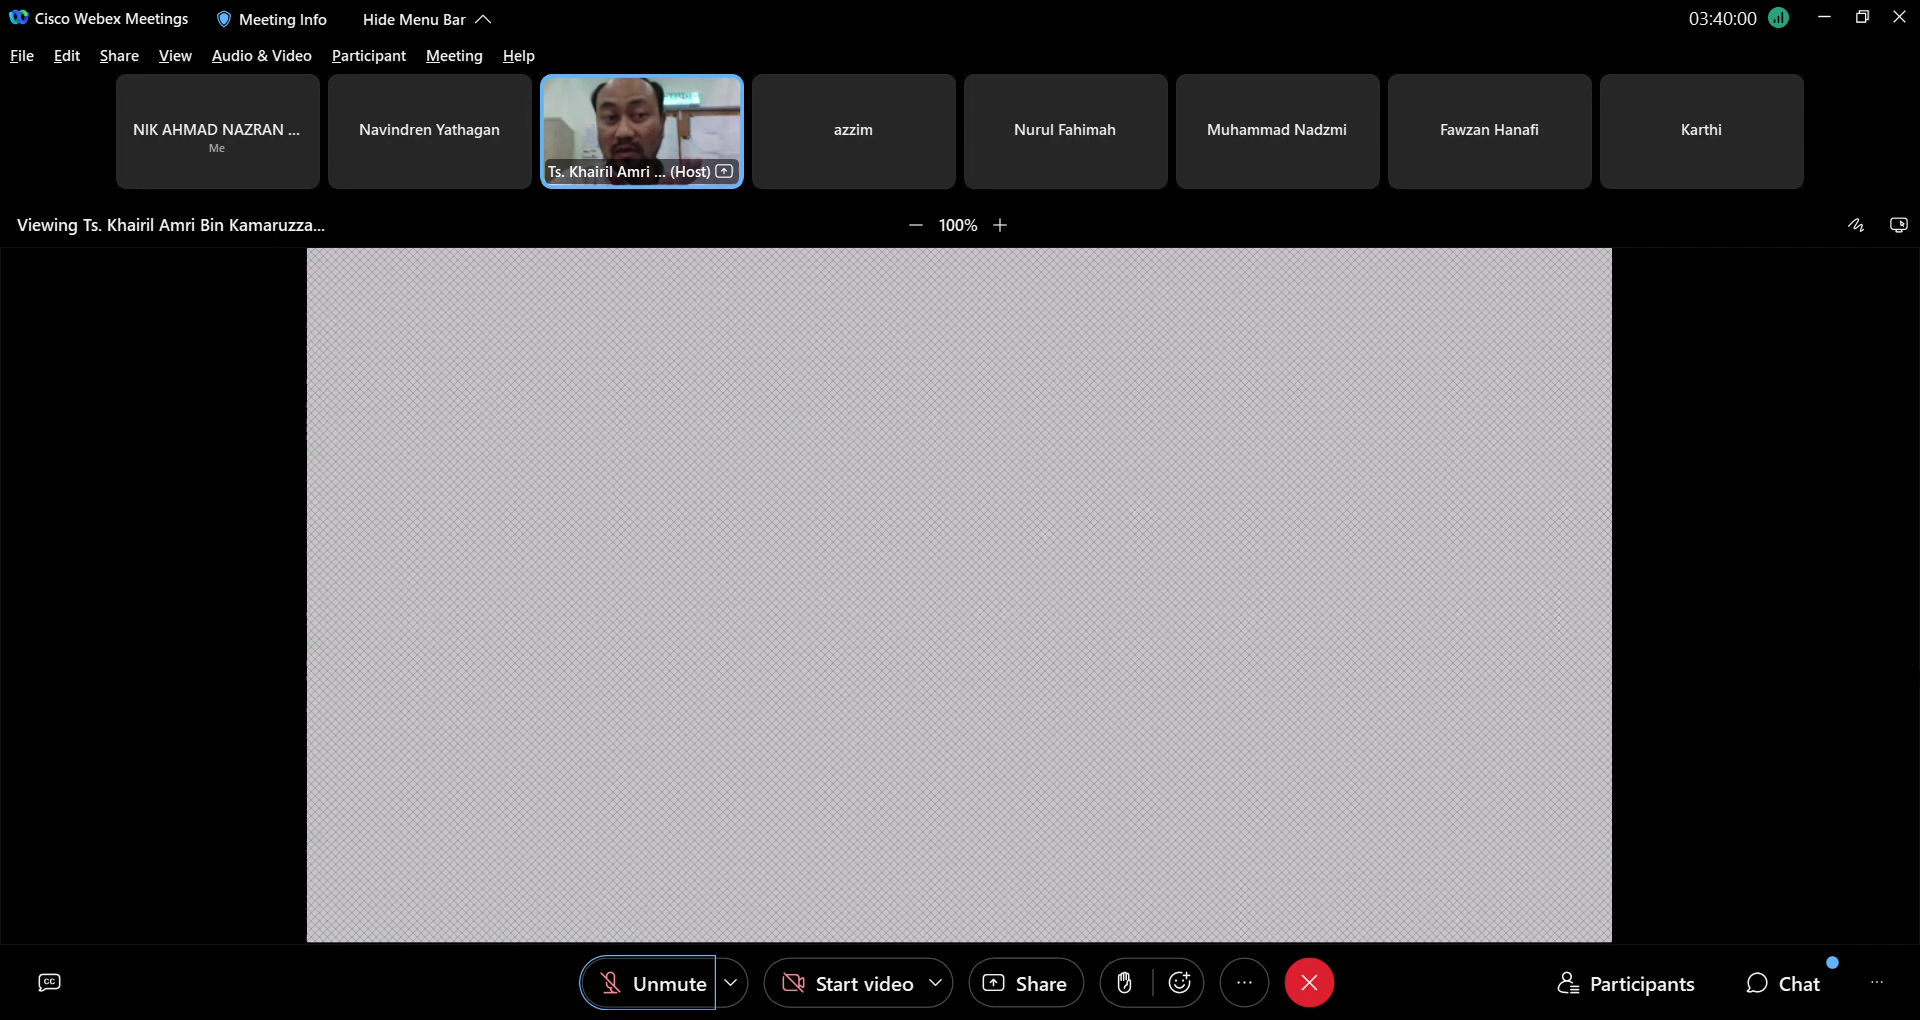 Cisco Webex Meetings Meeting Info Hide Menu Bar 03:40:00
File Edit Share View Audio & Video Participant Meeting Help
NIK AHMAD NAZRAN ...
Me
Navindren Yathagan
Ts. Khairil Amri ... (Host)
azzim
Nurul Fahimah
Muhammad Nadzmi
Fawzan Hanafi
Karthi
Viewing Ts. Khairil Amri Bin Kamaruzza... 100%
CC Unmute Start video Share Participants Chat